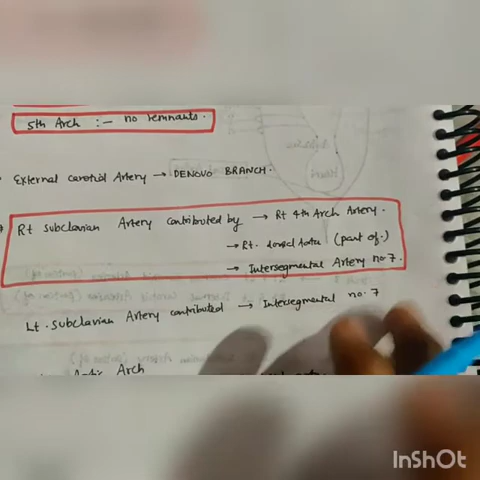 5th Arch :- no remnants.
External carotid Artery → DENOVO BRANCH.
Rt subclavian Artery contributed by → Rt 4th Arch Artery.
→ Rt. dorsal Aorta (part of.)
→ Intersegmental Artery no 7.
Lt. subclavian Artery contributed → Intersegmental no. 7
Arch
InShOt